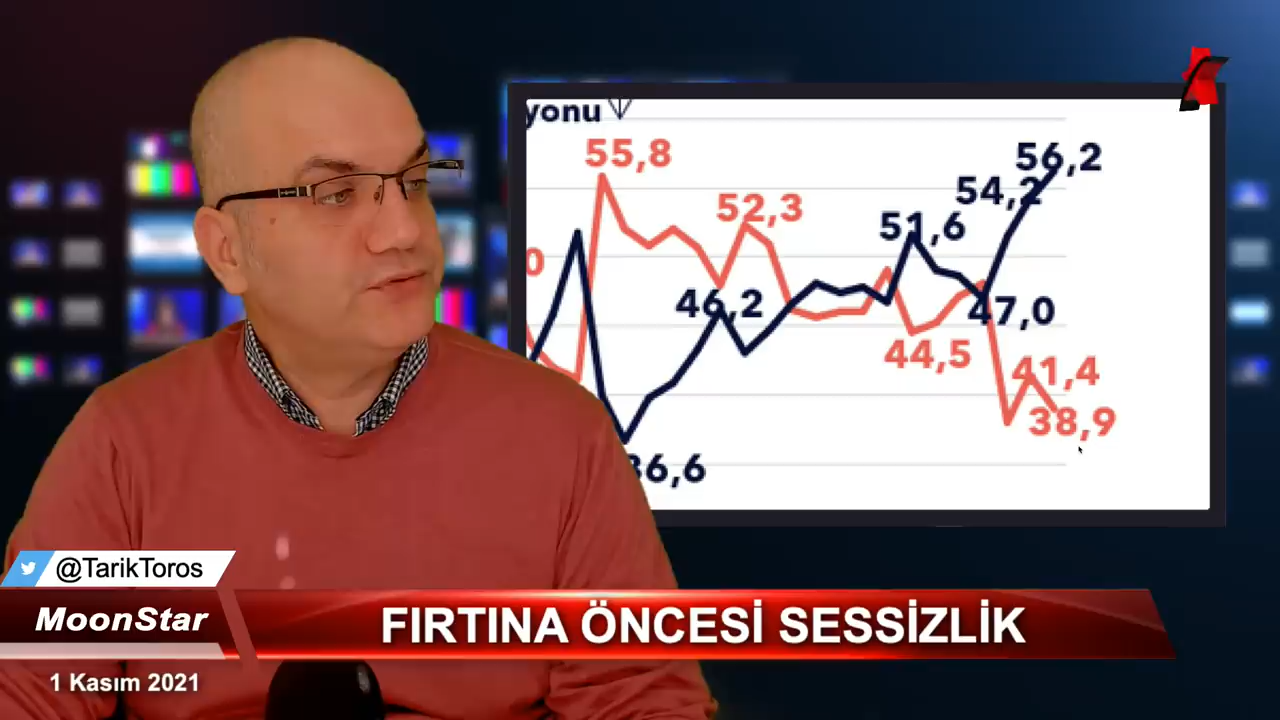 yonu
55,8
56,2
54,2
52,3
51,6
0
46,2
47,0
44,5
41,4
38,9
36,6
@TarikToros
MoonStar
FIRTINA ÖNCESİ SESSİZLİK
1 Kasım 2021